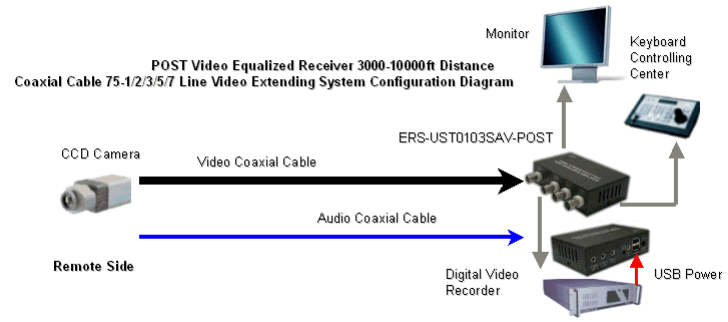 Monitor
Keyboard
Controlling
Center
POST Video Equalized Receiver 3000-10000ft Distance
Coaxial Cable 75-1/2/3/5/7 Line Video Extending System Configuration Diagram
ERS-UST0103SAV-POST
CCD Camera
Video Coaxial Cable
Audio Coaxial Cable
Remote Side
Digital Video
Recorder
USB Power